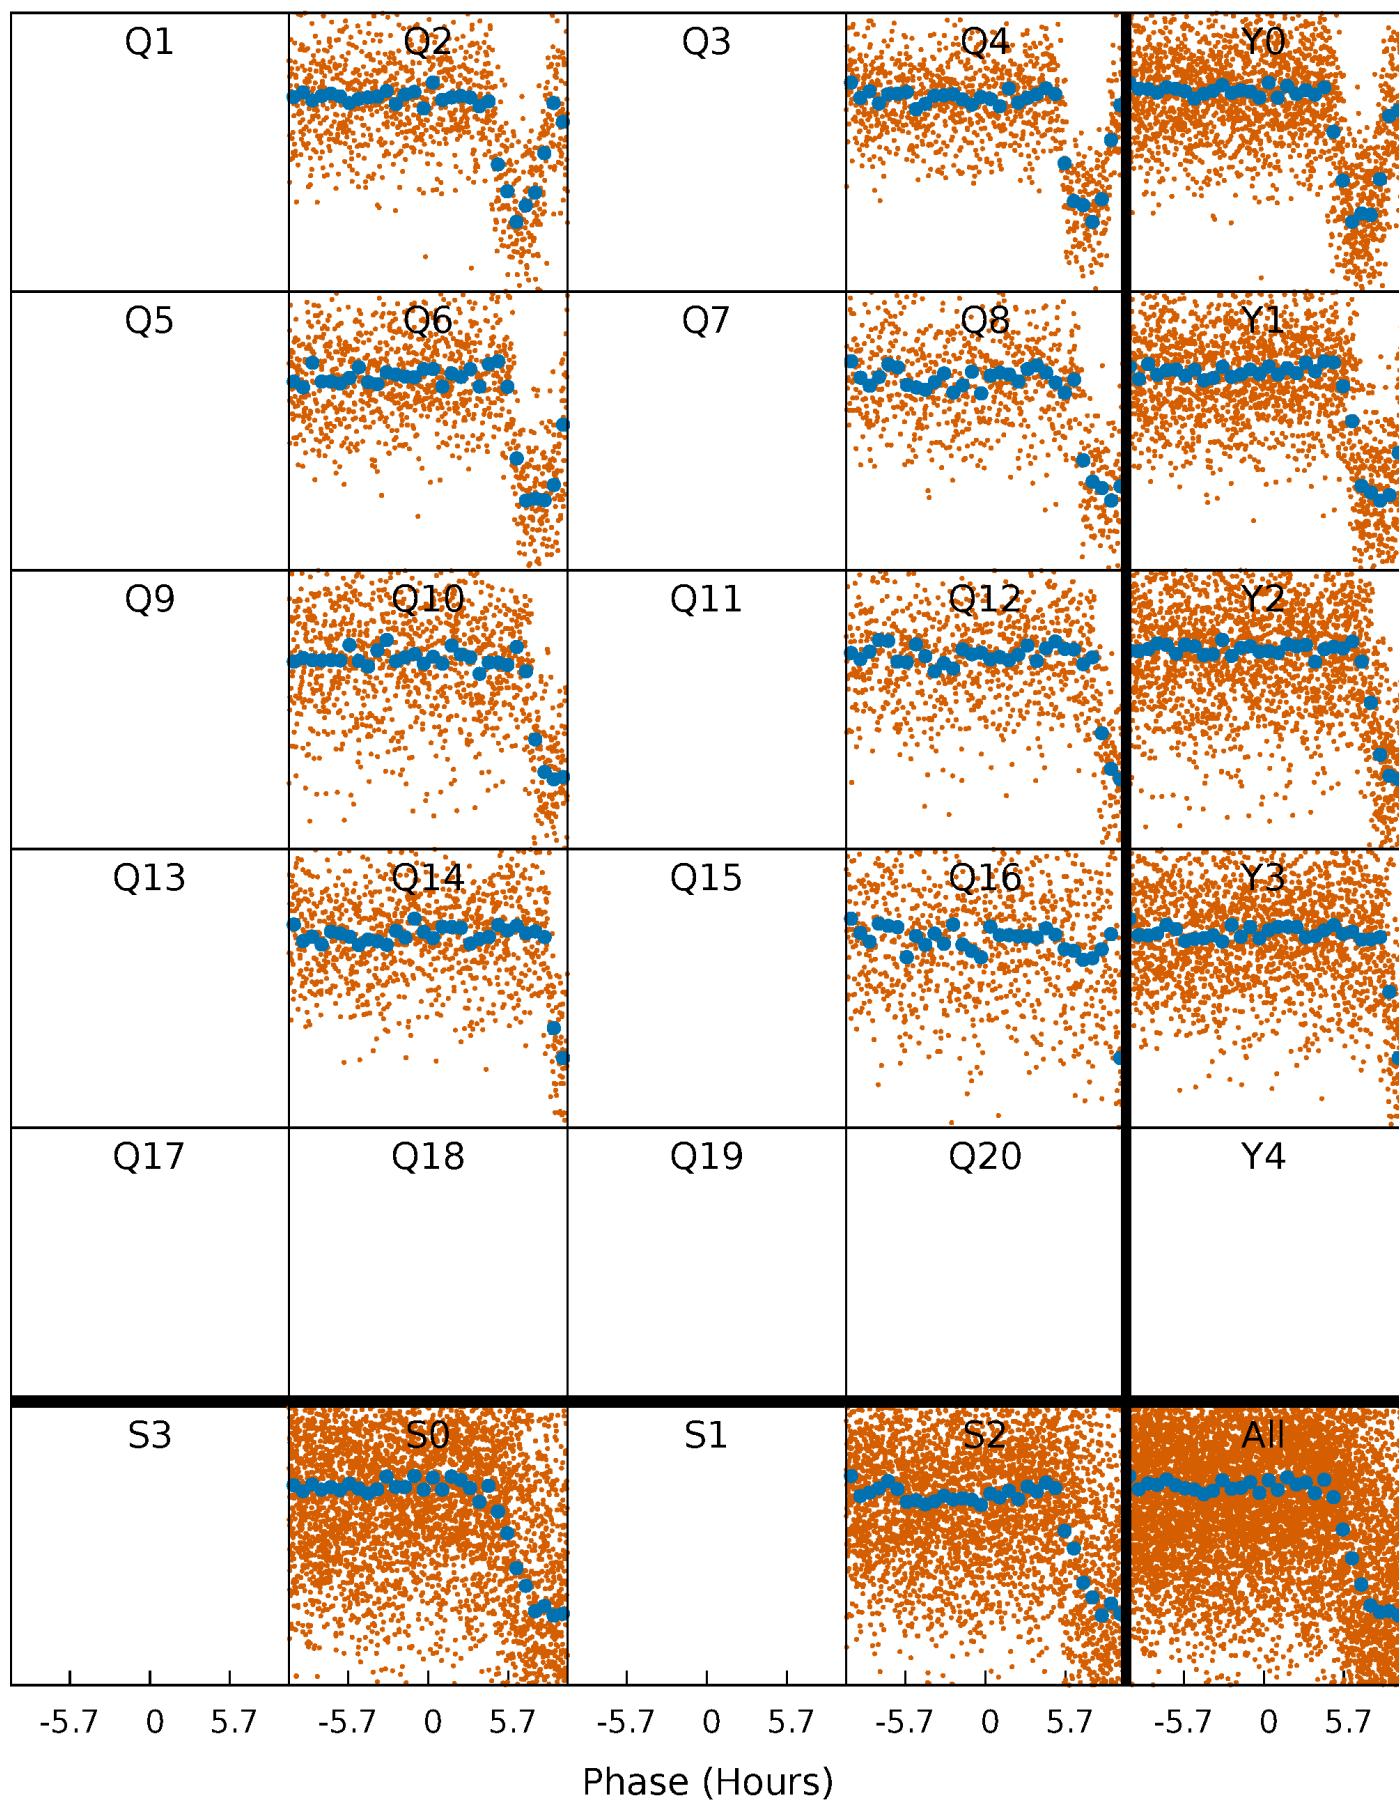 Q1 Q2 Q3 Q4 Y0
Q5 Q6 Q7 Q8 Y1
Q9 Q10 Q11 Q12 Y2
Q13 Q14 Q15 Q16 Y3
Q17 Q18 Q19 Q20 Y4
S3 S0 S1 S2 All
-5.7 0 5.7 -5.7 0 5.7 -5.7 0 5.7 -5.7 0 5.7 -5.7 0 5.7
Phase (Hours)